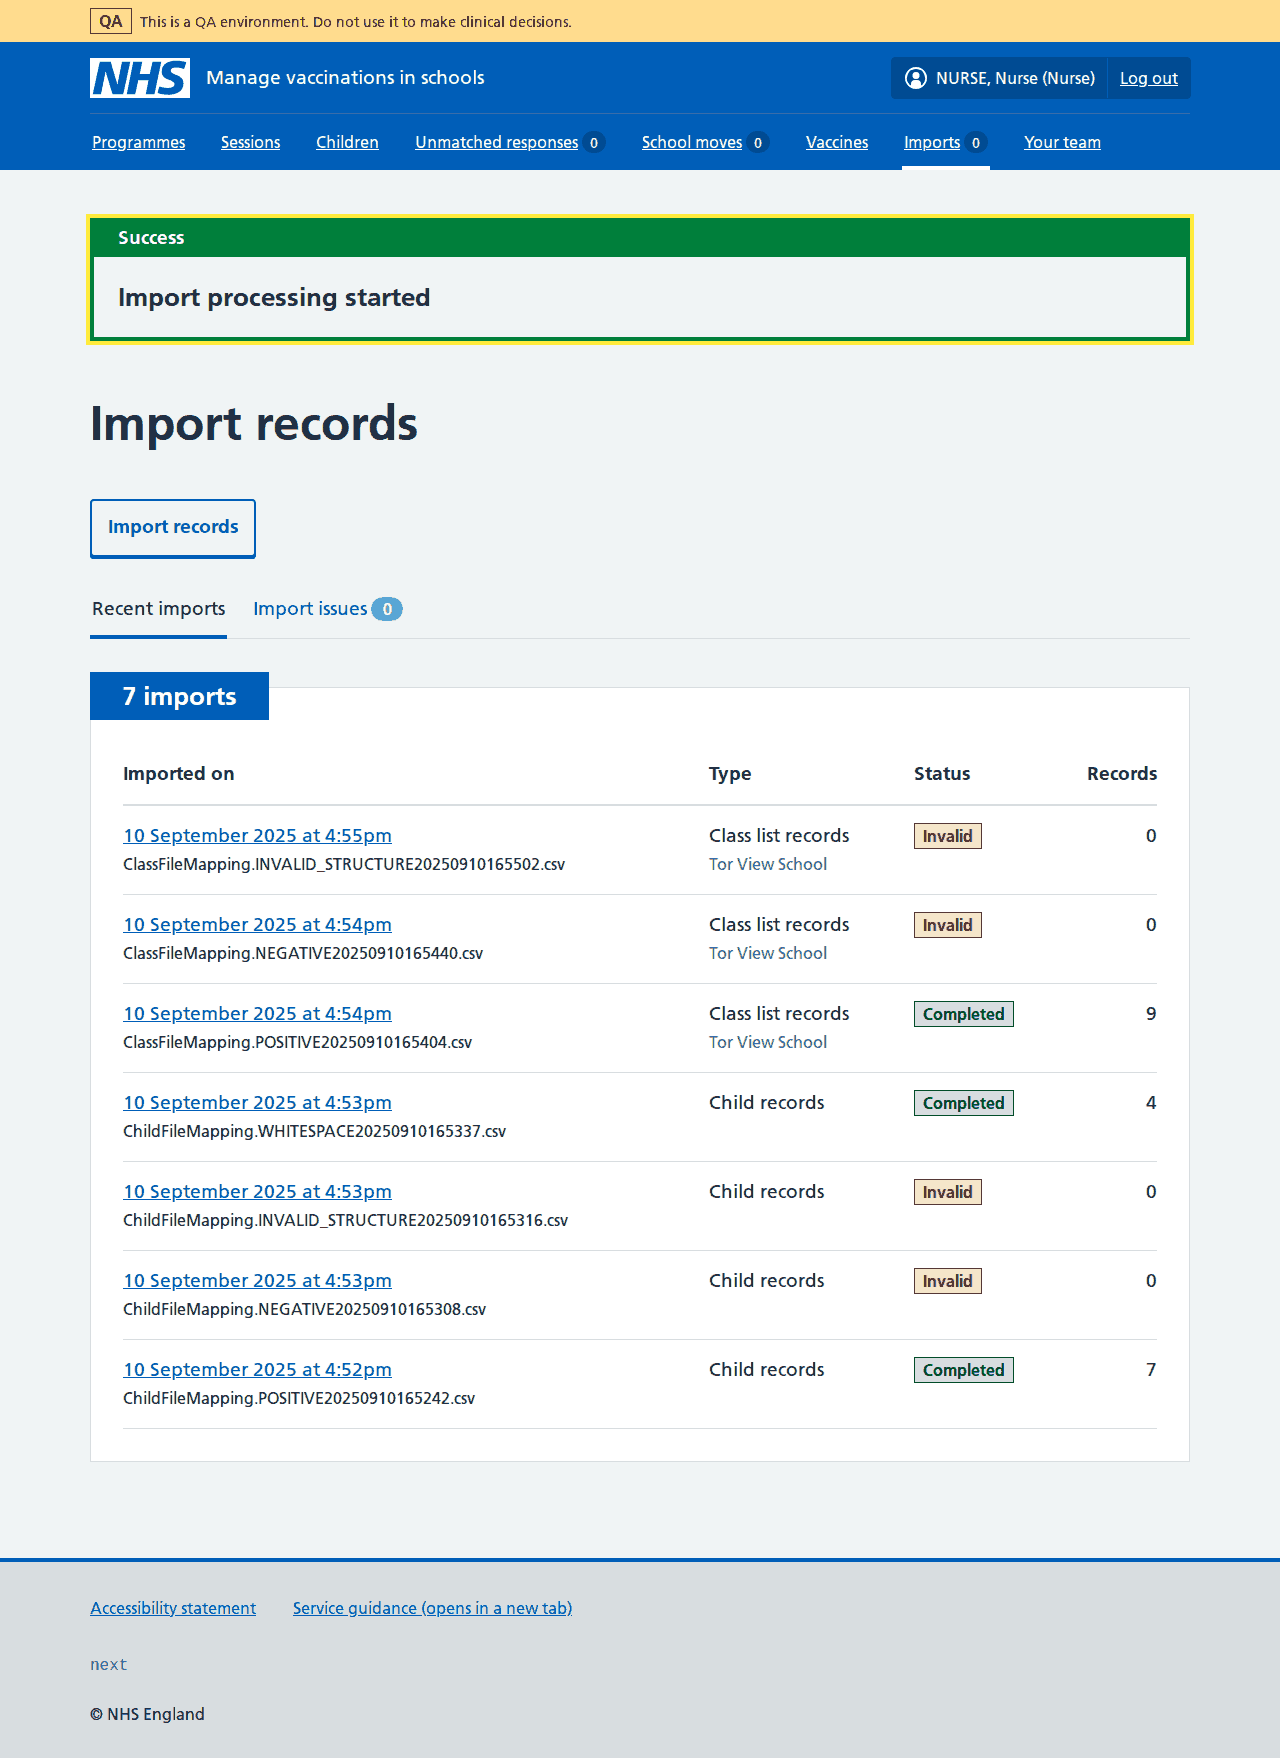 QA This is a QA environment. Do not use it to make clinical decisions.
NHS Manage vaccinations in schools NURSE, Nurse (Nurse) Log out
Programmes Sessions Children Unmatched responses 0 School moves 0 Vaccines Imports 0 Your team
Success
Import processing started
Import records
Import records
Recent imports Import issues 0
7 imports
Imported on Type Status Records
10 September 2025 at 4:55pm Class list records Invalid 0
ClassFileMapping.INVALID_STRUCTURE20250910165502.csv Tor View School
10 September 2025 at 4:54pm Class list records Invalid 0
ClassFileMapping.NEGATIVE20250910165440.csv Tor View School
10 September 2025 at 4:54pm Class list records Completed 9
ClassFileMapping.POSITIVE20250910165404.csv Tor View School
10 September 2025 at 4:53pm Child records Completed 4
ChildFileMapping.WHITESPACE20250910165337.csv
10 September 2025 at 4:53pm Child records Invalid 0
ChildFileMapping.INVALID_STRUCTURE20250910165316.csv
10 September 2025 at 4:53pm Child records Invalid 0
ChildFileMapping.NEGATIVE20250910165308.csv
10 September 2025 at 4:52pm Child records Completed 7
ChildFileMapping.POSITIVE20250910165242.csv
Accessibility statement Service guidance (opens in a new tab)
next
© NHS England